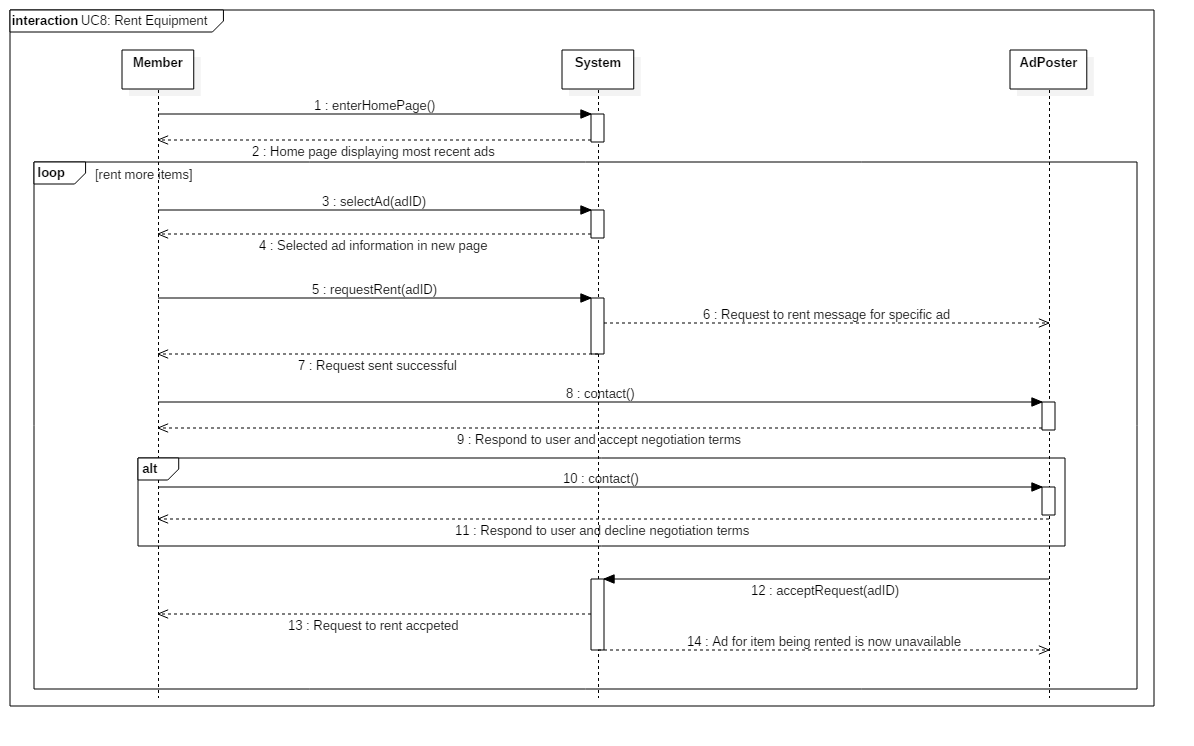 interaction UC8: Rent Equipment
Member
System
AdPoster
1 : enterHomePage()
2 : Home page displaying most recent ads
loop
[rent more items]
3 : selectAd(adID)
4 : Selected ad information in new page
5 : requestRent(adID)
6 : Request to rent message for specific ad
7 : Request sent successful
8 : contact()
9 : Respond to user and accept negotiation terms
alt
10 : contact()
11 : Respond to user and decline negotiation terms
12 : acceptRequest(adID)
13 : Request to rent accpeted
14 : Ad for item being rented is now unavailable